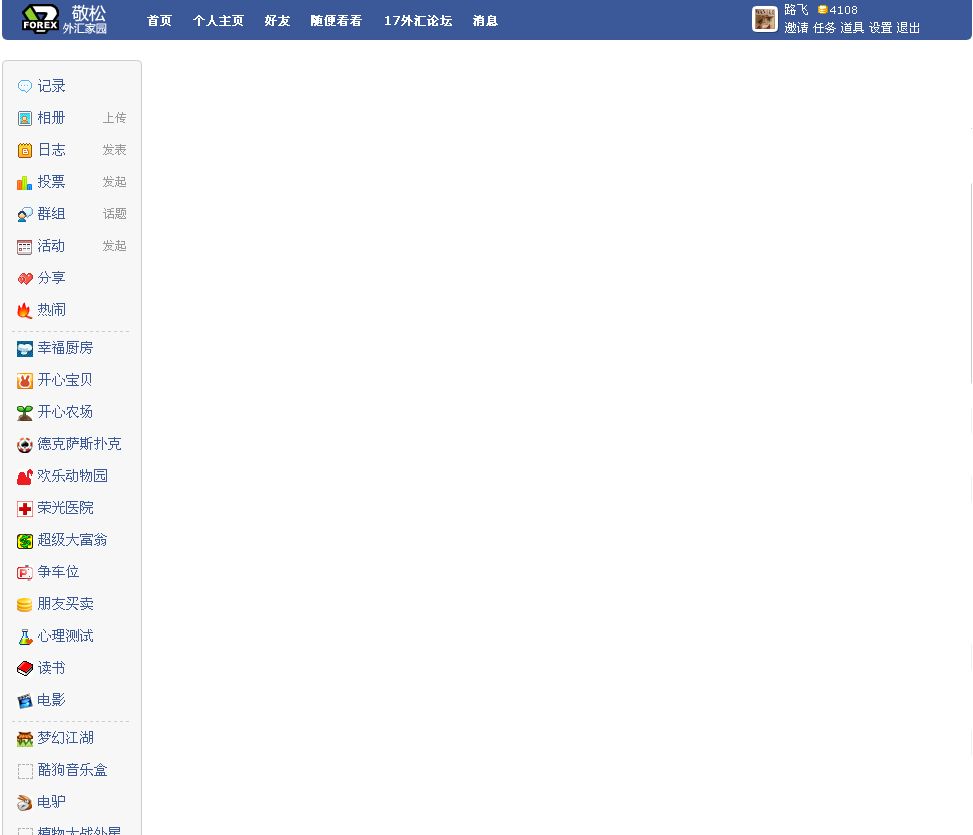 FOREX 敬松 外汇家园
首页 个人主页 好友 随便看看 17外汇论坛 消息
路飞 4108
邀请 任务 道具 设置 退出
记录
相册 上传
日志 发表
投票 发起
群组 话题
活动 发起
分享
热闹
幸福厨房
开心宝贝
开心农场
德克萨斯扑克
欢乐动物园
荣光医院
超级大富翁
争车位
朋友买卖
心理测试
读书
电影
梦幻江湖
酷狗音乐盒
电驴
植物大战外星